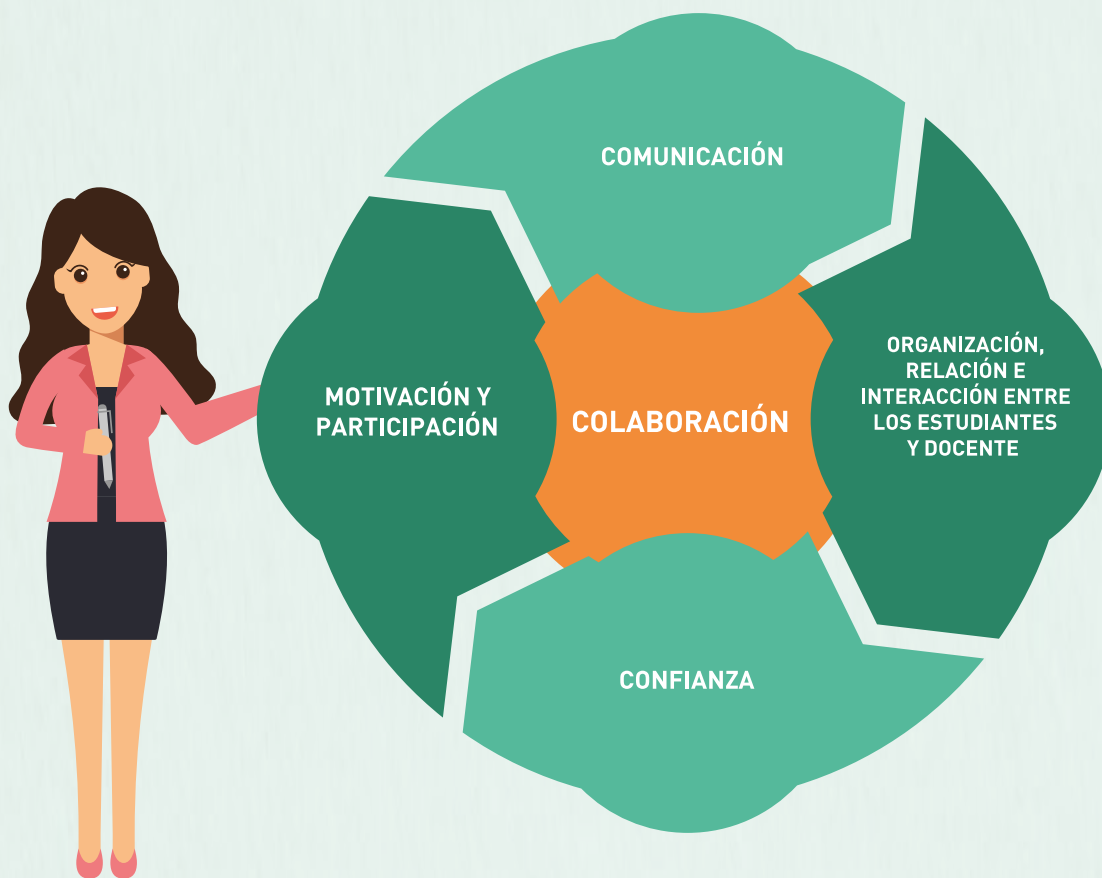 COMUNICACIÓN
MOTIVACIÓN Y
PARTICIPACIÓN
COLABORACIÓN
ORGANIZACIÓN,
RELACIÓN E
INTERACCIÓN ENTRE
LOS ESTUDIANTES
Y DOCENTE
CONFIANZA